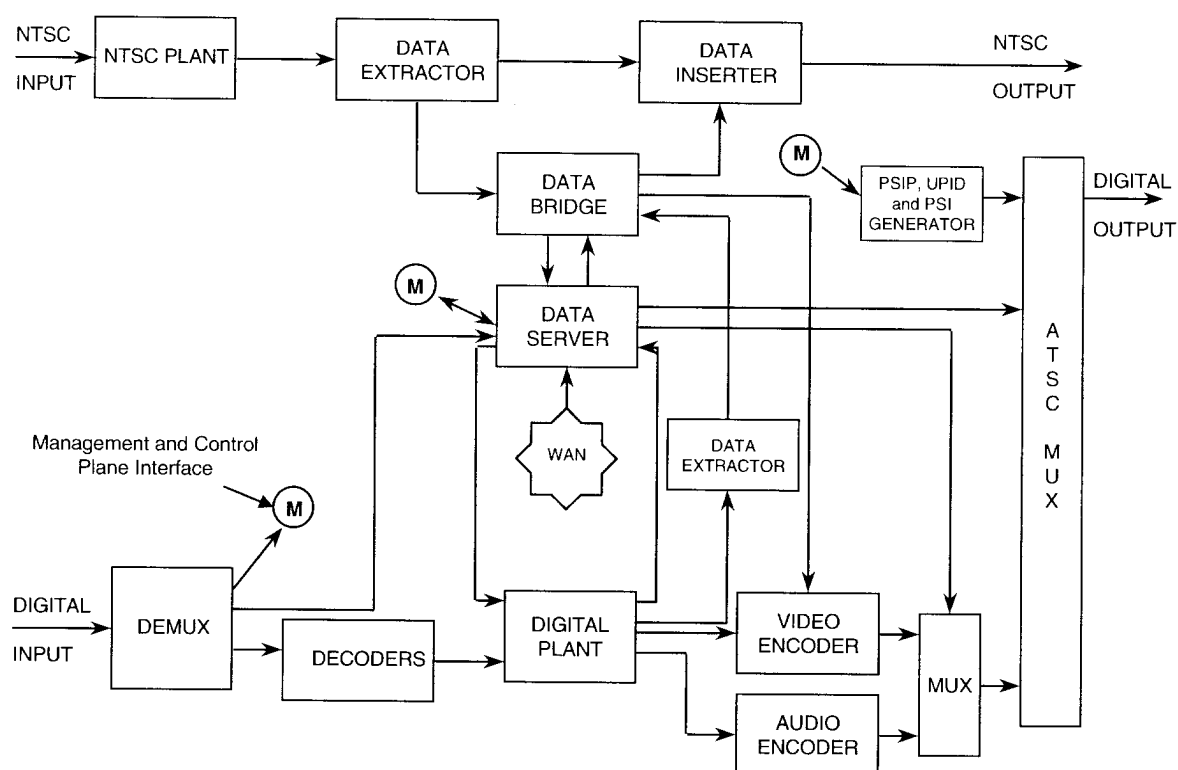 NTSC
INPUT
NTSC PLANT
DATA
EXTRACTOR
DATA
INSERTER
NTSC
OUTPUT
DATA
BRIDGE
M
PSIP, UPID
and PSI
GENERATOR
DIGITAL
OUTPUT
M
DATA
SERVER
ATSC MUX
WAN
DATA
EXTRACTOR
Management and Control
Plane Interface
M
DIGITAL
INPUT
DEMUX
DECODERS
DIGITAL
PLANT
VIDEO
ENCODER
MUX
AUDIO
ENCODER